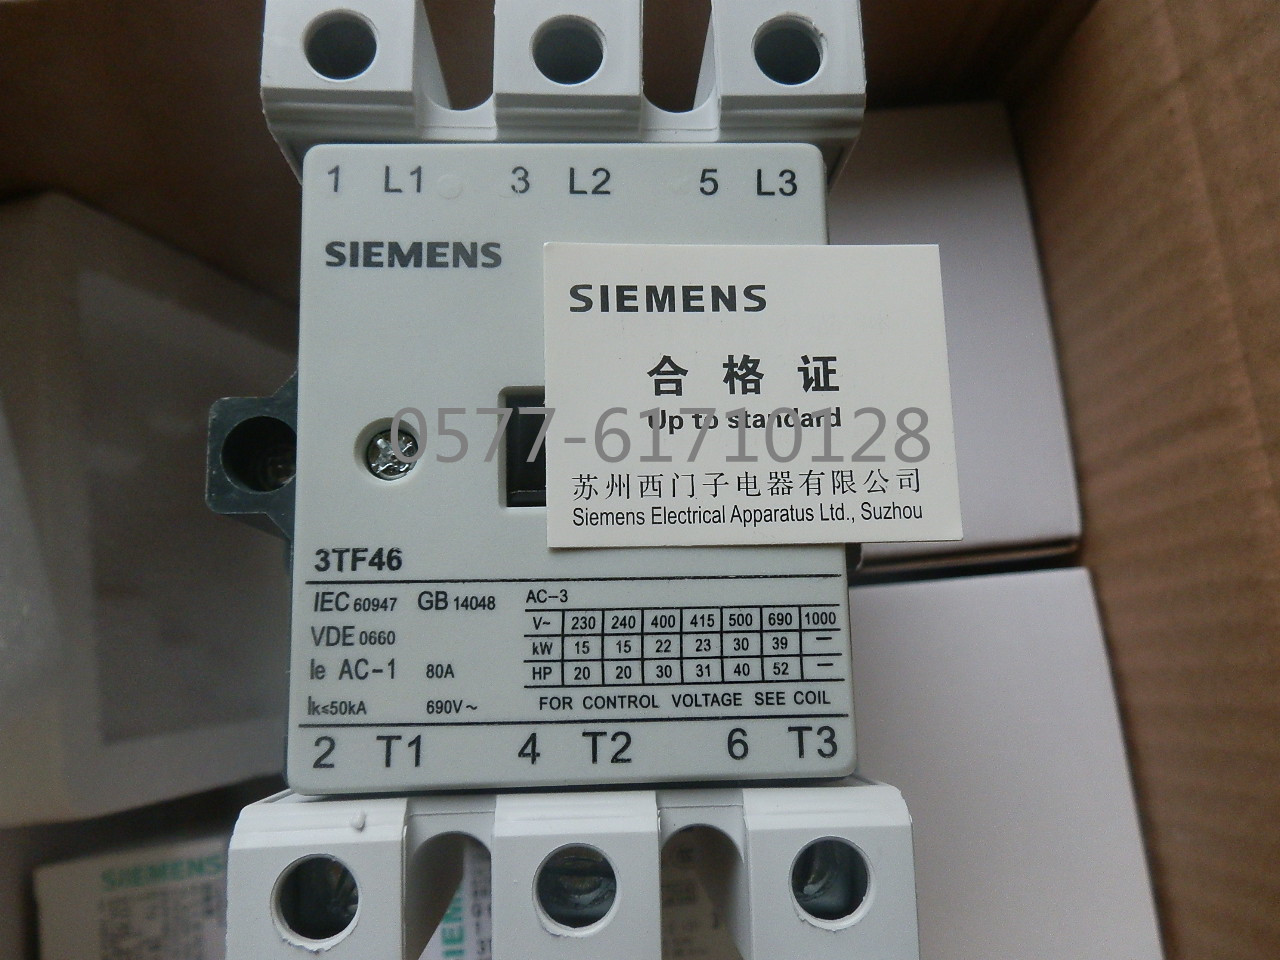 1 L1 3 L2 5 L3
SIEMENS
SIEMENS
合格证
Up to standard
0577-61710128
苏州西门子电器有限公司
Siemens Electrical Apparatus Ltd., Suzhou
3TF46
IEC 60947 GB 14048
VDE 0660
Ie AC-1 80A
Ik≤50kA 690V~
AC-3
V~ 230 240 400 415 500 690 1000
kW 15 15 22 23 30 39 —
HP 20 20 30 31 40 52 —
FOR CONTROL VOLTAGE SEE COIL
2 T1 4 T2 6 T3
SIEMENS